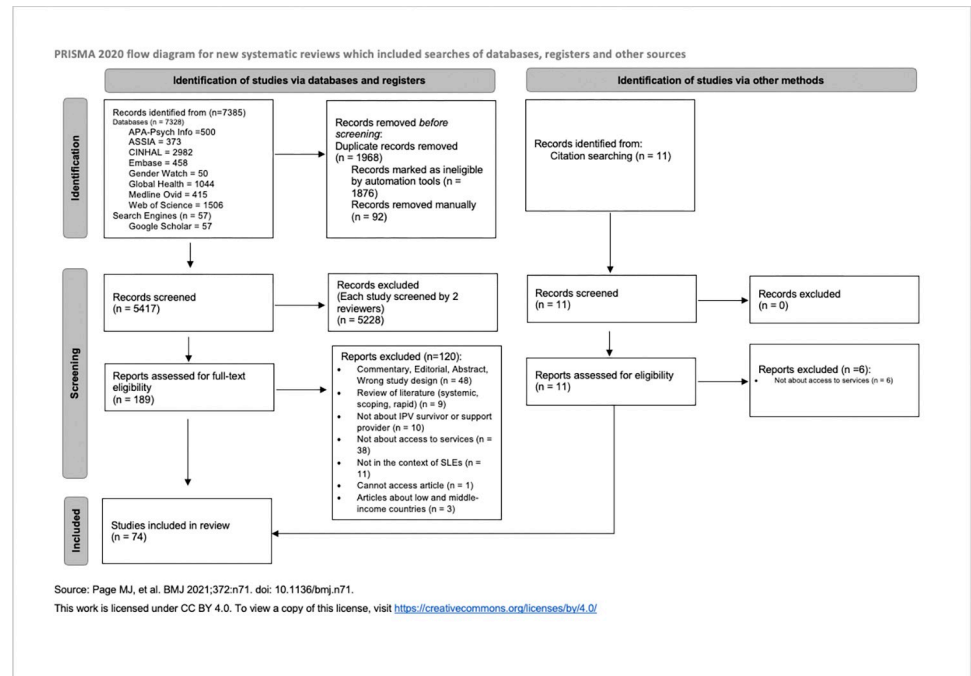 PRISMA 2020 flow diagram for new systematic reviews which included searches of databases, registers and other sources
Identification of studies via databases and registers
Identification of studies via other methods
Identification
Records identified from (n=7385)
Databases (n = 7328)
APA-Psych Info =500
ASSIA = 373
CINHAL = 2982
Embase = 458
Gender Watch = 50
Global Health = 1044
Medline Ovid = 415
Web of Science = 1506
Search Engines (n = 57)
Google Scholar = 57
Records removed before
screening:
Duplicate records removed
(n = 1968)
Records marked as ineligible
by automation tools (n =
1876)
Records removed manually
(n = 92)
Records identified from:
Citation searching (n = 11)
Screening
Records screened
(n = 5417)
Records excluded
(Each study screened by 2
reviewers)
(n = 5228)
Records screened
(n = 11)
Records excluded
(n = 0)
Reports assessed for full-text
eligibility
(n = 189)
Reports excluded (n=120):
• Commentary, Editorial, Abstract,
Wrong study design (n = 48)
• Review of literature (systemic,
scoping, rapid) (n = 9)
• Not about IPV survivor or support
provider (n = 10)
• Not about access to services (n =
38)
• Not in the context of SLEs (n =
11)
• Cannot access article (n = 1)
• Articles about low and middle-
income countries (n = 3)
Reports assessed for eligibility
(n = 11)
Reports excluded (n =6):
• Not about access to services (n = 6)
Included
Studies included in review
(n = 74)
Source: Page MJ, et al. BMJ 2021;372:n71. doi: 10.1136/bmj.n71.
This work is licensed under CC BY 4.0. To view a copy of this license, visit https://creativecommons.org/licenses/by/4.0/